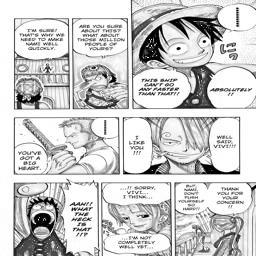 ARE YOU
SURE ABOUT
THIS? WHAT
ABOUT
THOSE MILLION
PEOPLE OF
YOURS?
I'M SURE!
THAT'S WHY WE
NEED TO MAKE
NAMI WELL
QUICKLY.
ABSOLUTELY
!!
THIS SHIP CAN'T GO
ANY FASTER THAN
THAT!!
WELL
SAID,
VIVI!!!
I
LIKE
YOU
!!!
YOU'VE
GOT A BIG
HEART.
THANK YOU
FOR YOUR
CONCERN
!!
BUT,
NAMI,
DON'T
PUSH
YOURSELF
SO
HARD!
...!! SORRY,
VIVI...
I THINK...
...I'M NOT
COMPLETELY
WELL YET...
AAH!!
WHAT
THE
HECK
IS
THAT
!!?